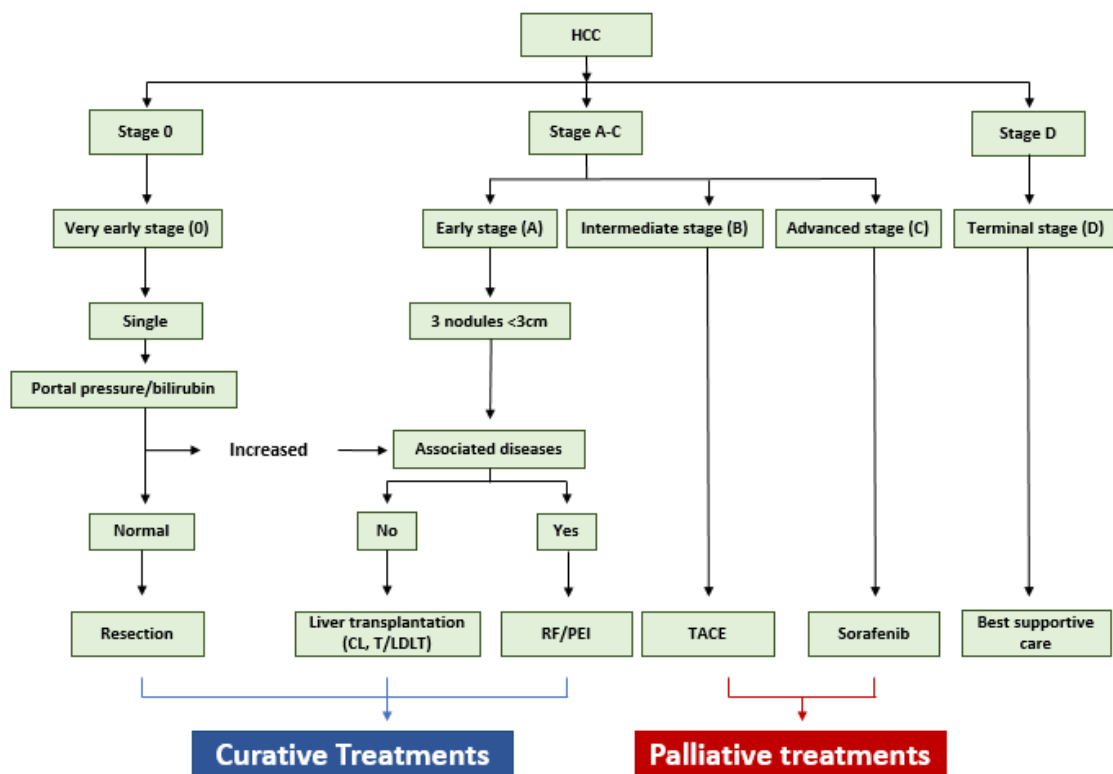 HCC
Stage 0
Stage A-C
Stage D
Very early stage (0)
Early stage (A)
Intermediate stage (B)
Advanced stage (C)
Terminal stage (D)
Single
3 nodules <3cm
Portal pressure/bilirubin
Increased
Associated diseases
Normal
No
Yes
Resection
Liver transplantation
(CL, T/LDLT)
RF/PEI
TACE
Sorafenib
Best supportive
care
Curative Treatments
Palliative treatments